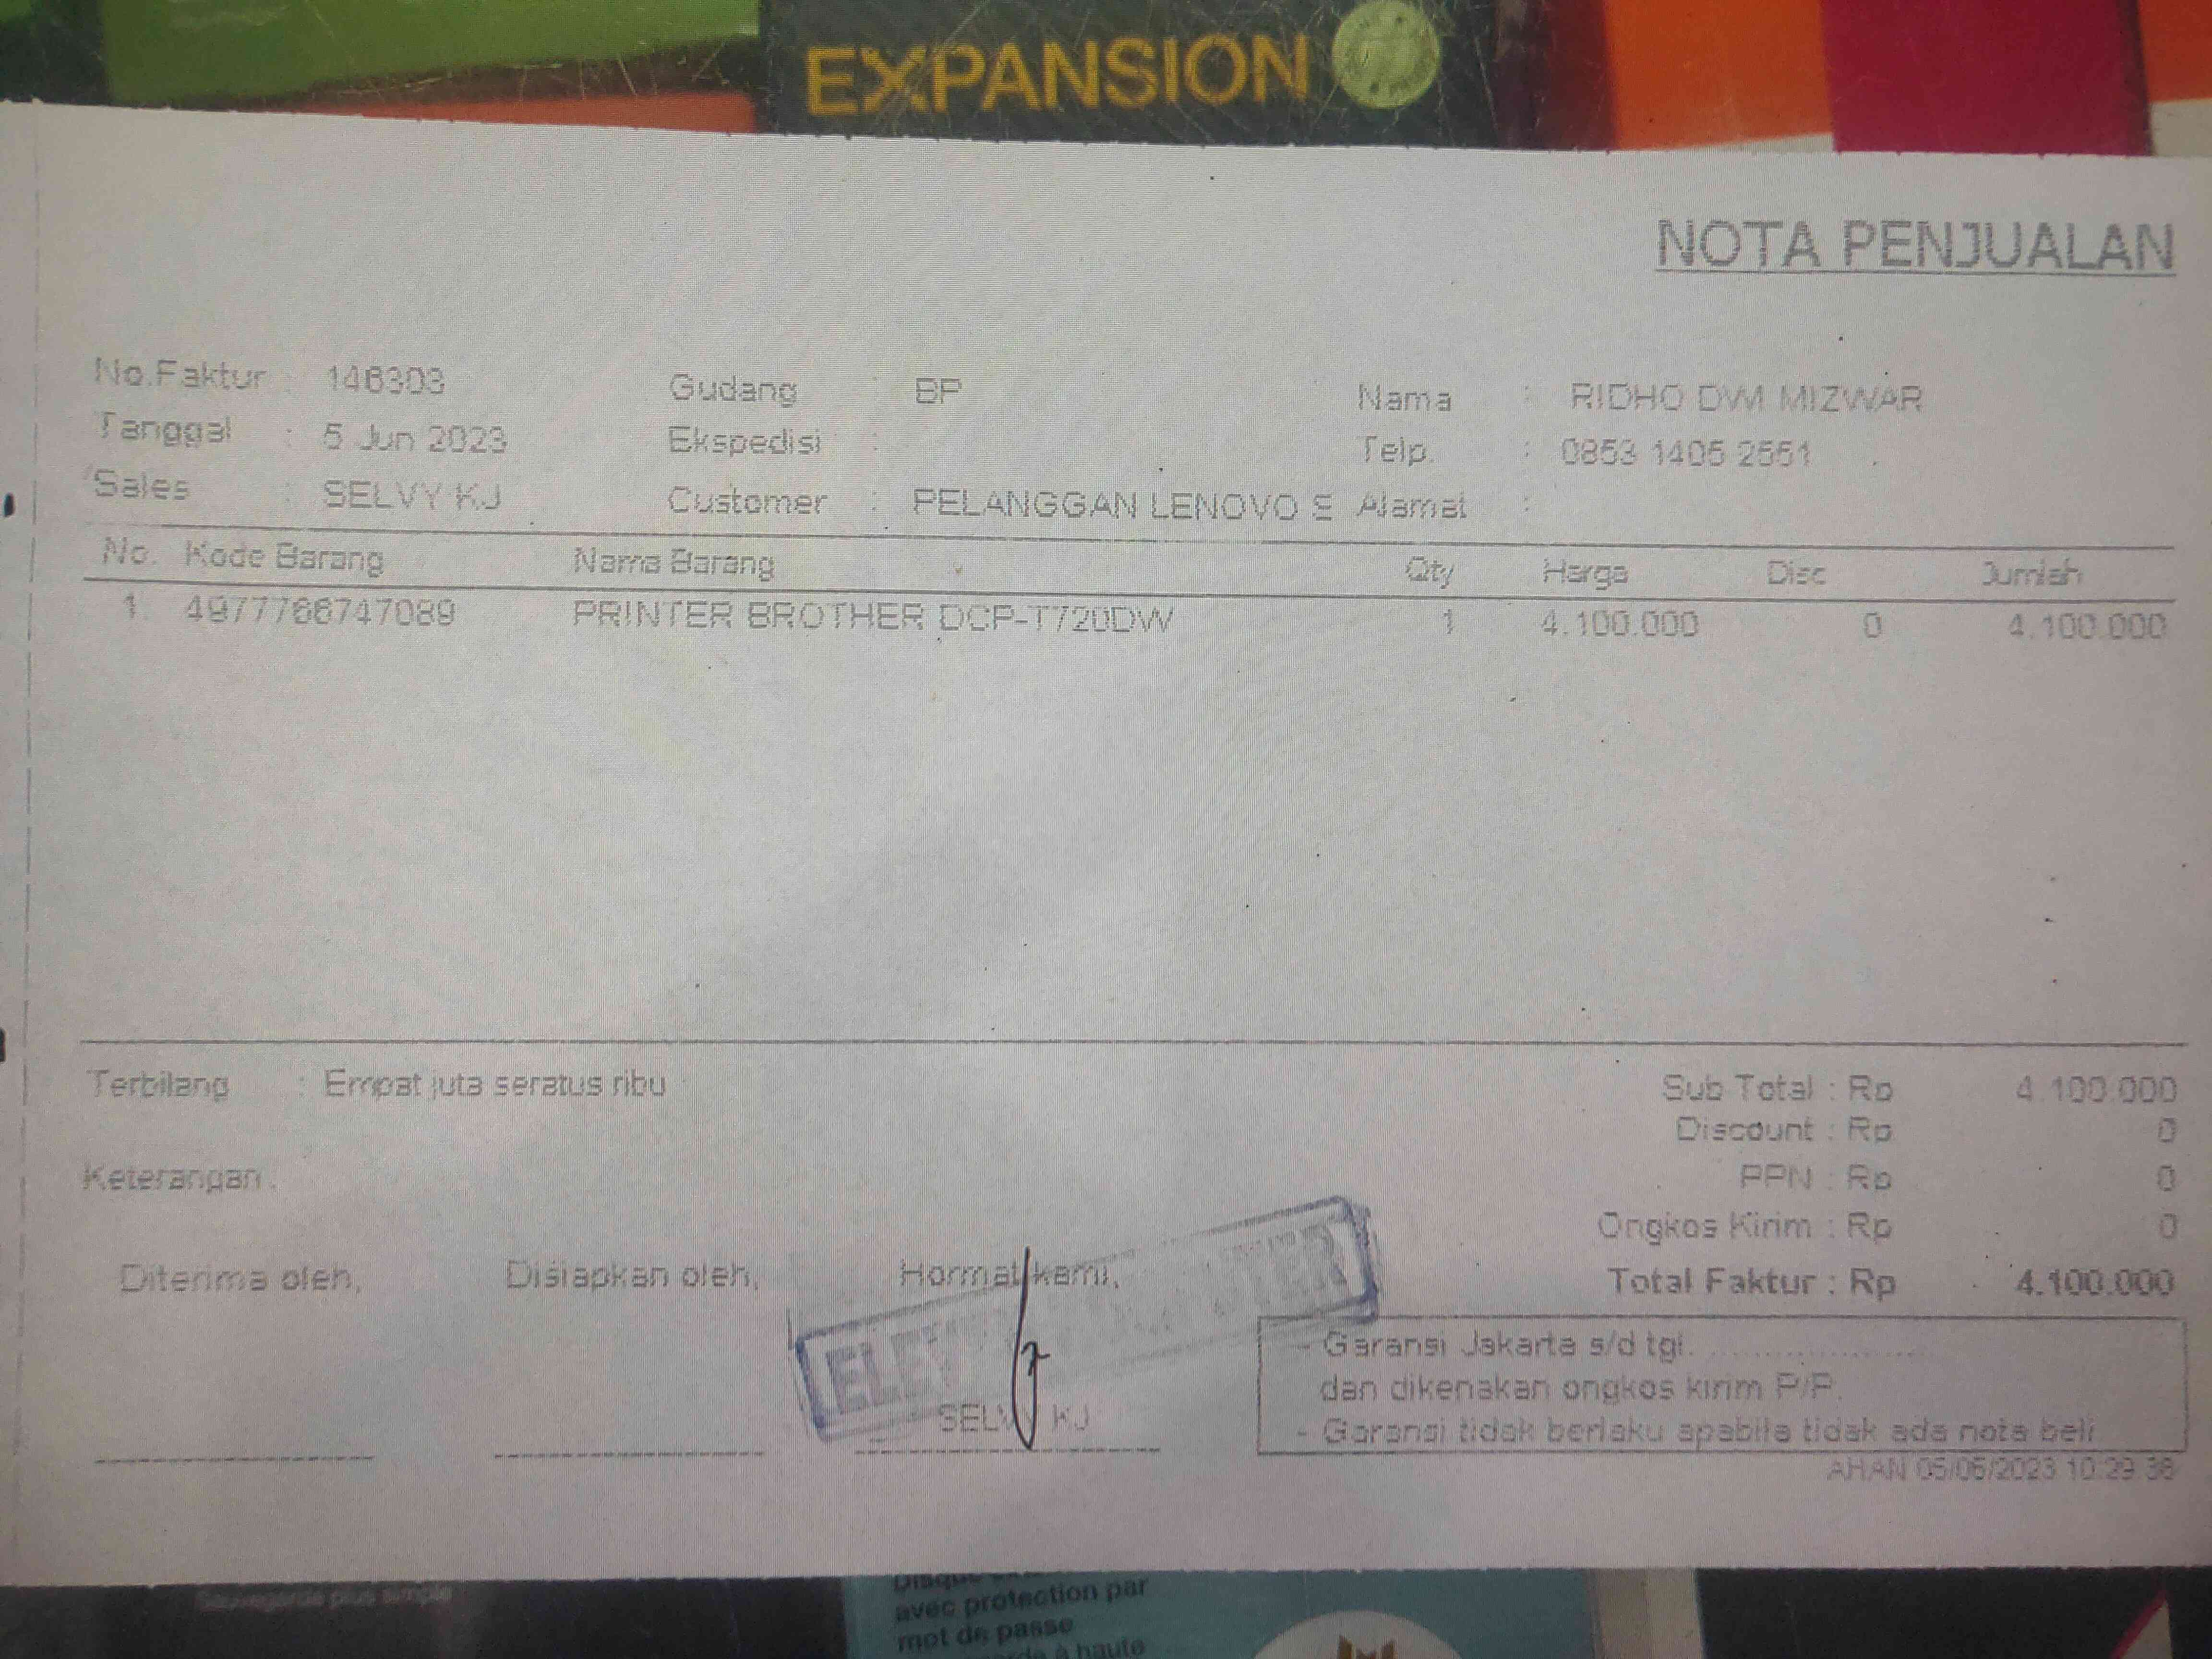 EXPANSION
NOTA PENJUALAN
No.Faktur : 146303 Gudang : BP Nama : RIDHO DWI MIZWAR
Tanggal : 5 Jun 2023 Ekspedisi : Telp. : 0853 1405 2551
Sales : SELVY KJ Customer : PELANGGAN LENOVO E Alamat :
No. Kode Barang Nama Barang Qty Harga Disc Jumlah
1. 4977766747089 PRINTER BROTHER DCP-T720DW 1 4.100.000 0 4.100.000
Terbilang : Empat juta seratus ribu Sub Total : Rp 4.100.000
Discount : Rp 0
Keterangan : PPN : Rp 0
Ongkos Kirim : Rp 0
Diterima oleh, Disiapkan oleh, Hormat kami, Total Faktur : Rp 4.100.000
- Garansi Jakarta s/d tgl. ......................
dan dikenakan ongkos kirim P/P.
SELVY KJ
- Garansi tidak berlaku apabila tidak ada nota beli
AHAN 05/06/2023 10:29:38
Sauvegarde plus simple
avec protection par
mot de passe
à haute